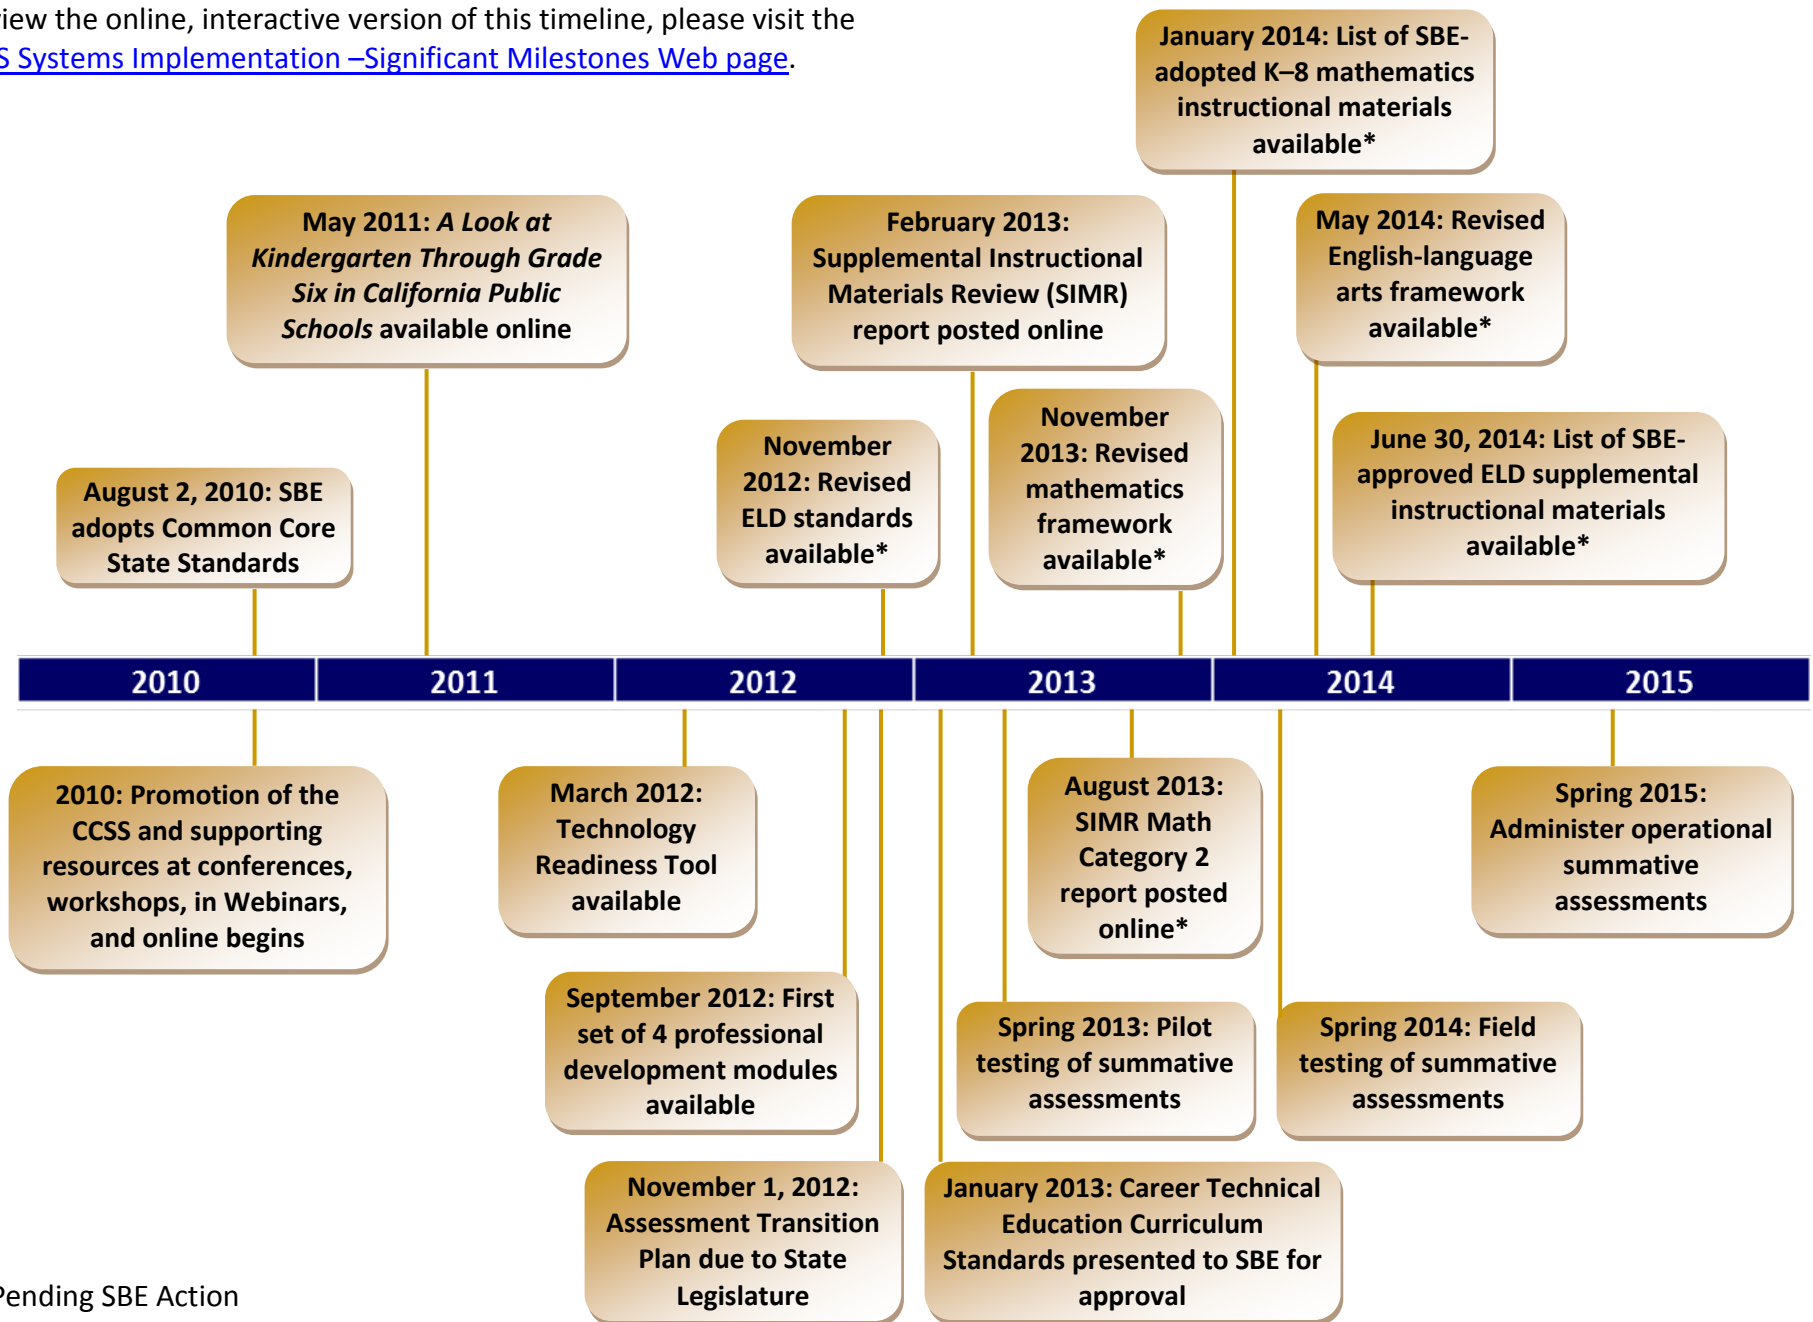 view the online, interactive version of this timeline, please visit the
S Systems Implementation –Significant Milestones Web page.
January 2014: List of SBE-
adopted K–8 mathematics
instructional materials
available*
May 2011: A Look at
Kindergarten Through Grade
Six in California Public
Schools available online
February 2013:
Supplemental Instructional
Materials Review (SIMR)
report posted online
May 2014: Revised
English-language
arts framework
available*
August 2, 2010: SBE
adopts Common Core
State Standards
November
2012: Revised
ELD standards
available*
November
2013: Revised
mathematics
framework
available*
June 30, 2014: List of SBE-
approved ELD supplemental
instructional materials
available*
2010 2011 2012 2013 2014 2015
2010: Promotion of the
CCSS and supporting
resources at conferences,
workshops, in Webinars,
and online begins
March 2012:
Technology
Readiness Tool
available
August 2013:
SIMR Math
Category 2
report posted
online*
Spring 2015:
Administer operational
summative
assessments
September 2012: First
set of 4 professional
development modules
available
Spring 2013: Pilot
testing of summative
assessments
Spring 2014: Field
testing of summative
assessments
November 1, 2012:
Assessment Transition
Plan due to State
Legislature
January 2013: Career Technical
Education Curriculum
Standards presented to SBE for
approval
Pending SBE Action